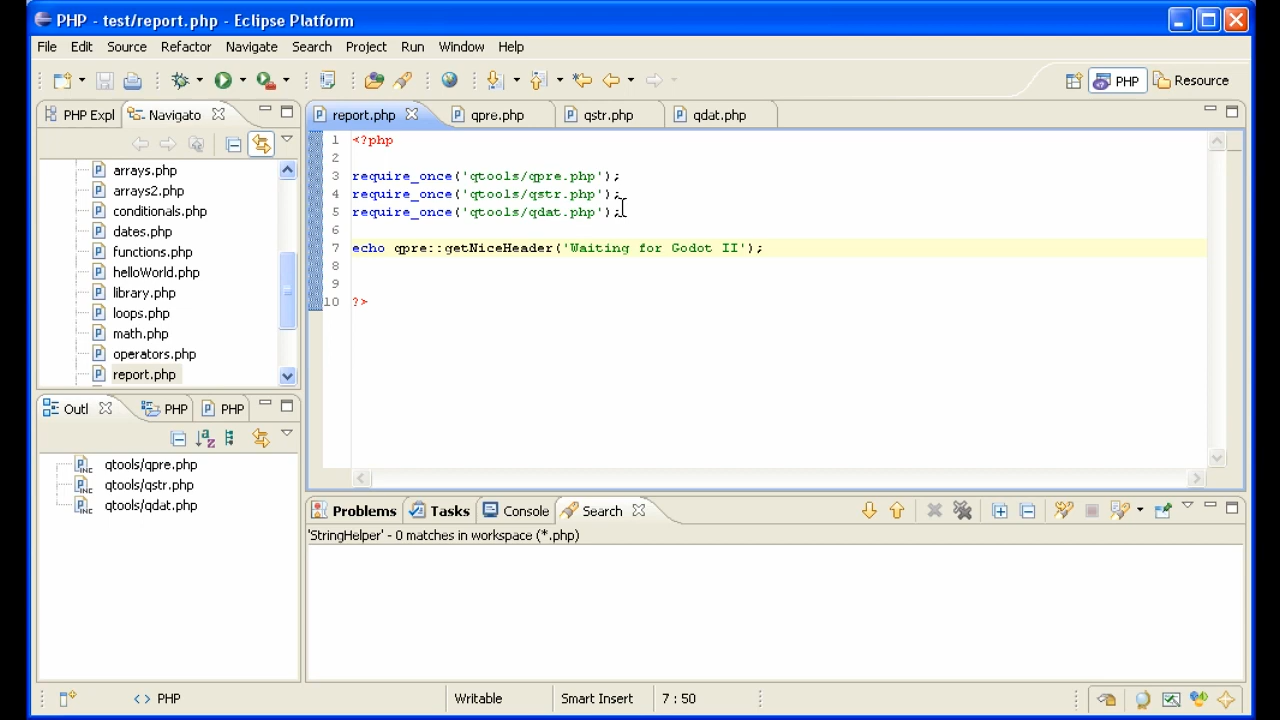 PHP - test/report.php - Eclipse Platform
File Edit Source Refactor Navigate Search Project Run Window Help
PHP Resource
PHP Expl Navigato
report.php qpre.php qstr.php qdat.php
arrays.php
arrays2.php
conditionals.php
dates.php
functions.php
helloWorld.php
library.php
loops.php
math.php
operators.php
report.php
1 <?php
2
3 require_once('qtools/qpre.php');
4 require_once('qtools/qstr.php');
5 require_once('qtools/qdat.php');
6
7 echo qpre::getNiceHeader('Waiting for Godot II');
8
9
10 ?>
Outl PHP PHP
qtools/qpre.php
qtools/qstr.php
qtools/qdat.php
Problems Tasks Console Search
'StringHelper' - 0 matches in workspace (*.php)
<> PHP Writable Smart Insert 7 : 50